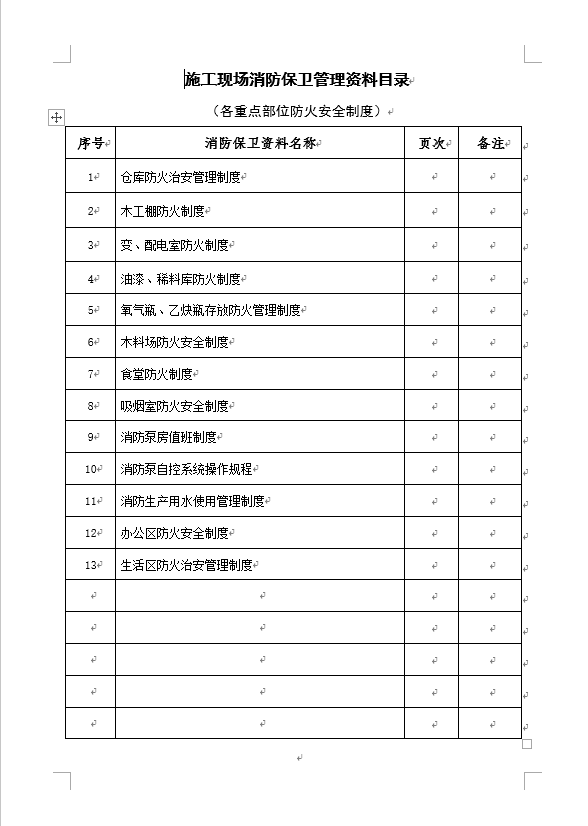 施工现场消防保卫管理资料目录
（各重点部位防火安全制度）
序号 消防保卫资料名称 页次 备注
1 仓库防火治安管理制度
2 木工棚防火制度
3 变、配电室防火制度
4 油漆、稀料库防火制度
5 氧气瓶、乙炔瓶存放防火管理制度
6 木料场防火安全制度
7 食堂防火制度
8 吸烟室防火安全制度
9 消防泵房值班制度
10 消防泵自控系统操作规程
11 消防生产用水使用管理制度
12 办公区防火安全制度
13 生活区防火治安管理制度